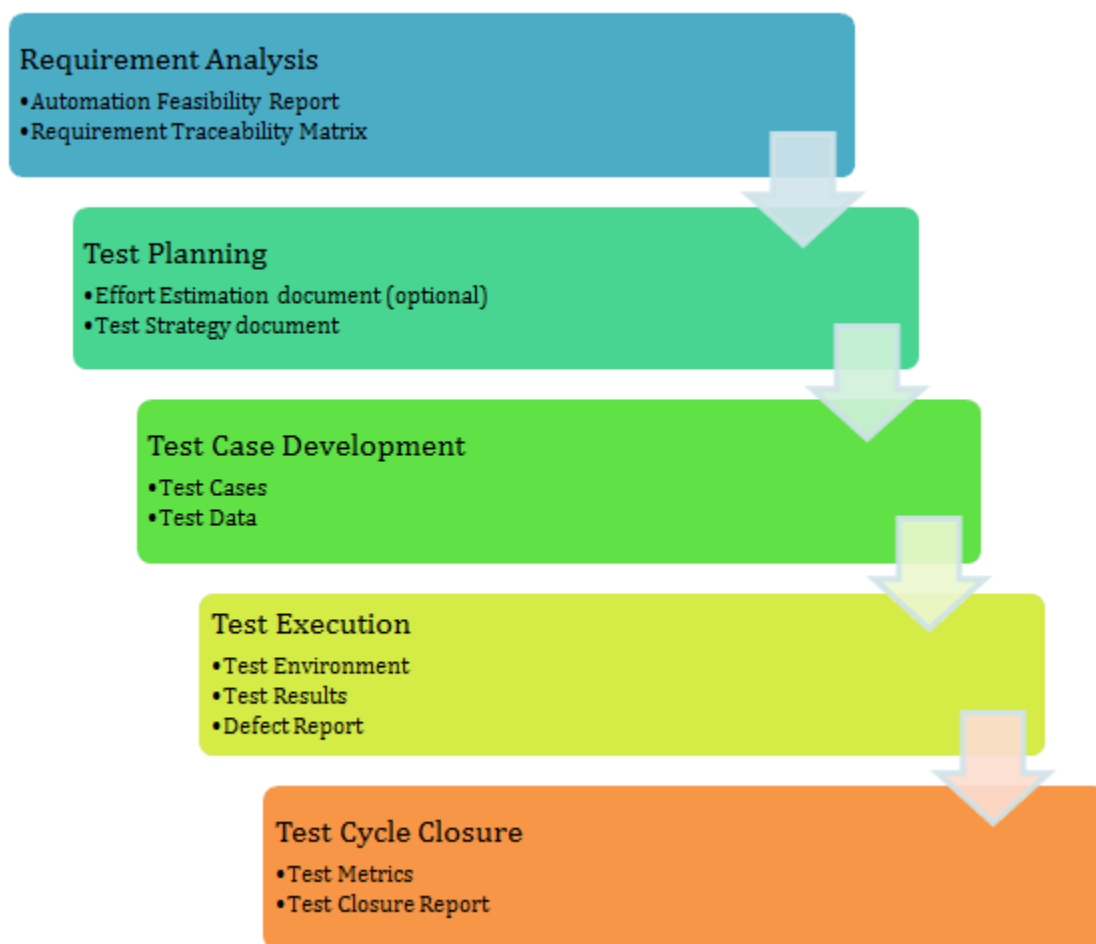 Requirement Analysis
•Automation Feasibility Report
•Requirement Traceability Matrix
Test Planning
•Effort Estimation document (optional)
•Test Strategy document
Test Case Development
•Test Cases
•Test Data
Test Execution
•Test Environment
•Test Results
•Defect Report
Test Cycle Closure
•Test Metrics
•Test Closure Report